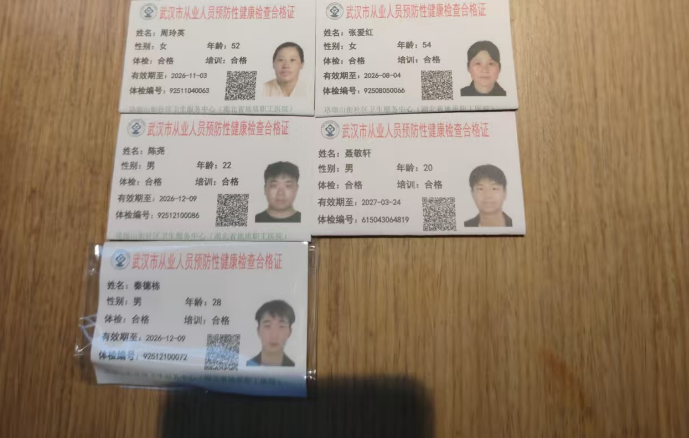 武汉市从业人员预防性健康检查合格证
姓名：周玲英
性别：女 年龄：52
体检：合格 培训：合格
有效期至：2026-11-03
体检编号：92511040063
武汉市从业人员预防性健康检查合格证
姓名：张爱红
性别：女 年龄：54
体检：合格 培训：合格
有效期至：2026-08-04
体检编号：92508050066
武汉市从业人员预防性健康检查合格证
姓名：陈尧
性别：男 年龄：22
体检：合格 培训：合格
有效期至：2026-12-09
体检编号：92512100086
武汉市从业人员预防性健康检查合格证
姓名：聂敬轩
性别：男 年龄：20
体检：合格 培训：合格
有效期至：2027-03-24
体检编号：615043064819
武汉市从业人员预防性健康检查合格证
姓名：秦儒栋
性别：男 年龄：28
体检：合格 培训：合格
有效期至：2026-12-09
体检编号：92512100072